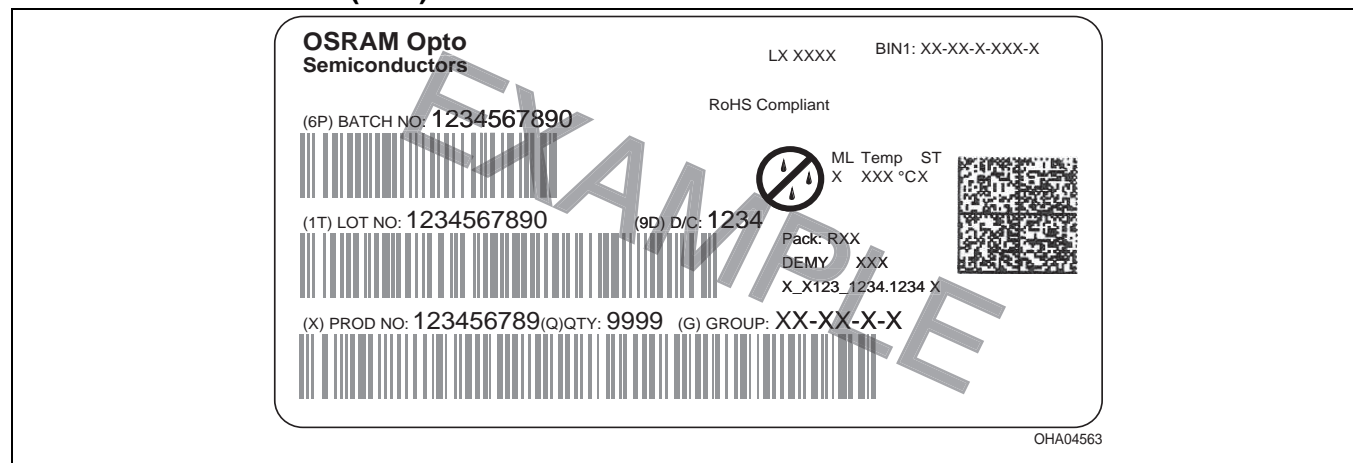 OSRAM Opto
Semiconductors
LX XXXX
BIN1: XX-XX-X-XXX-X
RoHS Compliant
(6P) BATCH NO: 1234567890
ML Temp ST
X XXX °C X
(1T) LOT NO: 1234567890 (9D) D/C: 1234
Pack: RXX
DEMY XXX
X_X123_1234.1234 X
(X) PROD NO: 123456789(Q)QTY: 9999 (G) GROUP: XX-XX-X-X
EXAMPLE
OHA04563